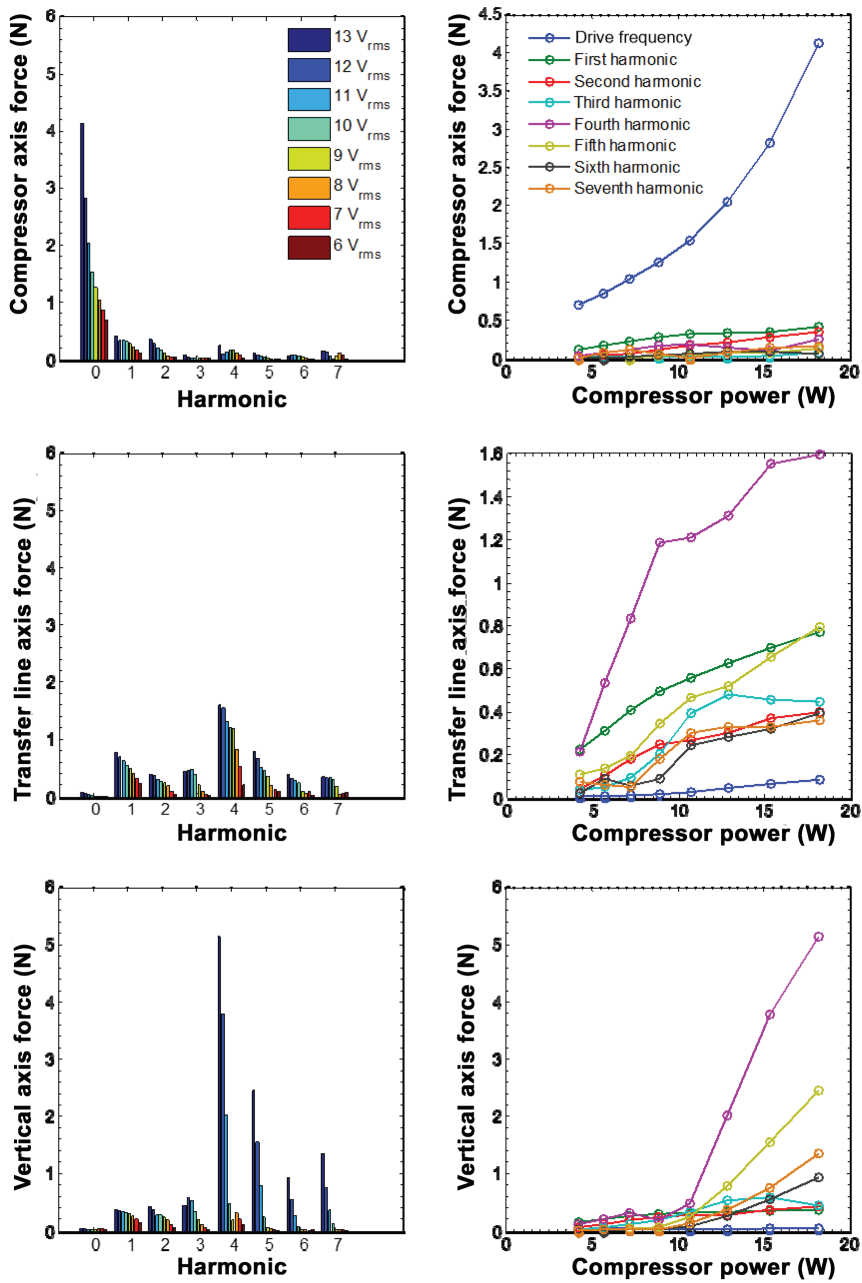 Compressor axis force (N)
6
5
4
3
2
1
0
13 Vrms
12 Vrms
11 Vrms
10 Vrms
9 Vrms
8 Vrms
7 Vrms
6 Vrms
0 1 2 3 4 5 6 7
Harmonic
Compressor axis force (N)
4.5
4
3.5
3
2.5
2
1.5
1
0.5
0
Drive frequency
First harmonic
Second harmonic
Third harmonic
Fourth harmonic
Fifth harmonic
Sixth harmonic
Seventh harmonic
0 5 10 15 20
Compressor power (W)
Transfer line axis force (N)
6
5
4
3
2
1
0
0 1 2 3 4 5 6 7
Harmonic
Transfer line axis force (N)
1.6
1.4
1.2
1
0.8
0.6
0.4
0.2
0
0 5 10 15 20
Compressor power (W)
Vertical axis force (N)
6
5
4
3
2
1
0
0 1 2 3 4 5 6 7
Harmonic
Vertical axis force (N)
6
5
4
3
2
1
0
0 5 10 15 20
Compressor power (W)